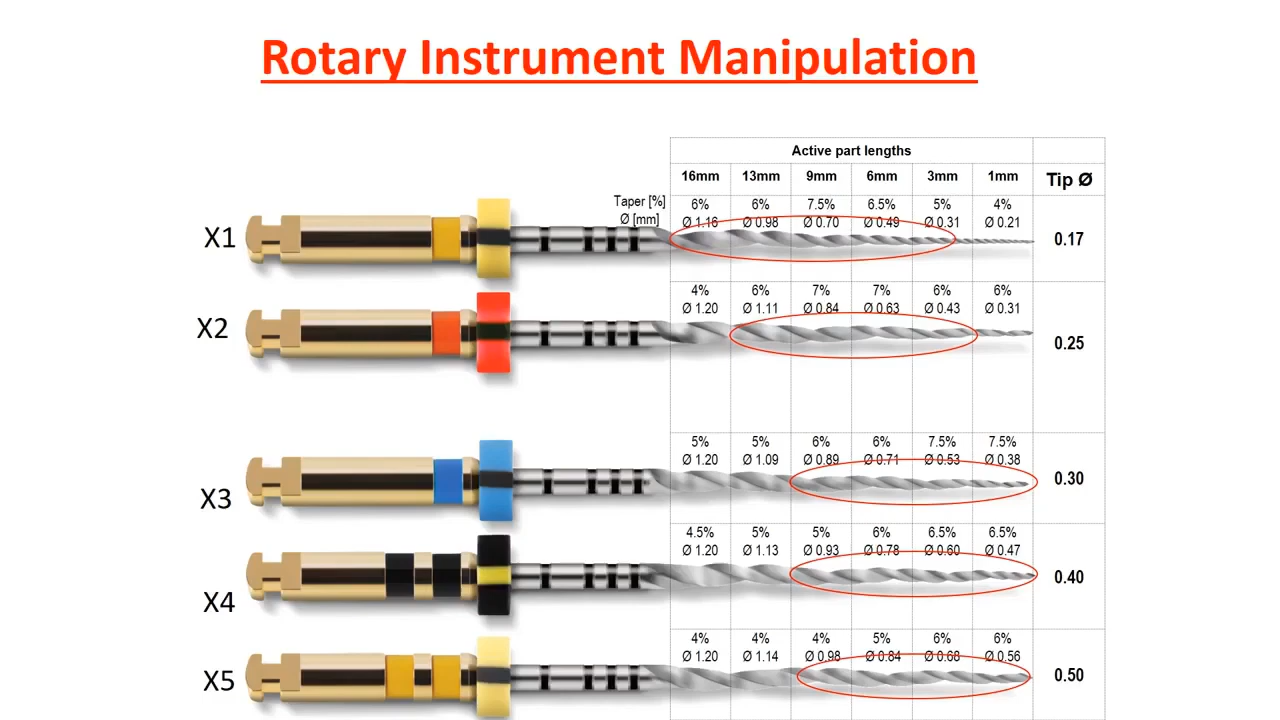 Rotary Instrument Manipulation
Active part lengths
16mm 13mm 9mm 6mm 3mm 1mm Tip Ø
Taper [%] 6% 6% 7.5% 6.5% 5% 4%
Ø [mm] Ø 1.16 Ø 0.98 Ø 0.70 Ø 0.49 Ø 0.31 Ø 0.21
X1 0.17
4% 6% 7% 7% 6% 6%
Ø 1.20 Ø 1.11 Ø 0.84 Ø 0.63 Ø 0.43 Ø 0.31
X2 0.25
5% 5% 6% 6% 7.5% 7.5%
Ø 1.20 Ø 1.09 Ø 0.89 Ø 0.71 Ø 0.53 Ø 0.38
X3 0.30
4.5% 5% 5% 6% 6.5% 6.5%
Ø 1.20 Ø 1.13 Ø 0.93 Ø 0.78 Ø 0.60 Ø 0.47
X4 0.40
4% 4% 4% 5% 6% 6%
Ø 1.20 Ø 1.14 Ø 0.98 Ø 0.84 Ø 0.68 Ø 0.56
X5 0.50